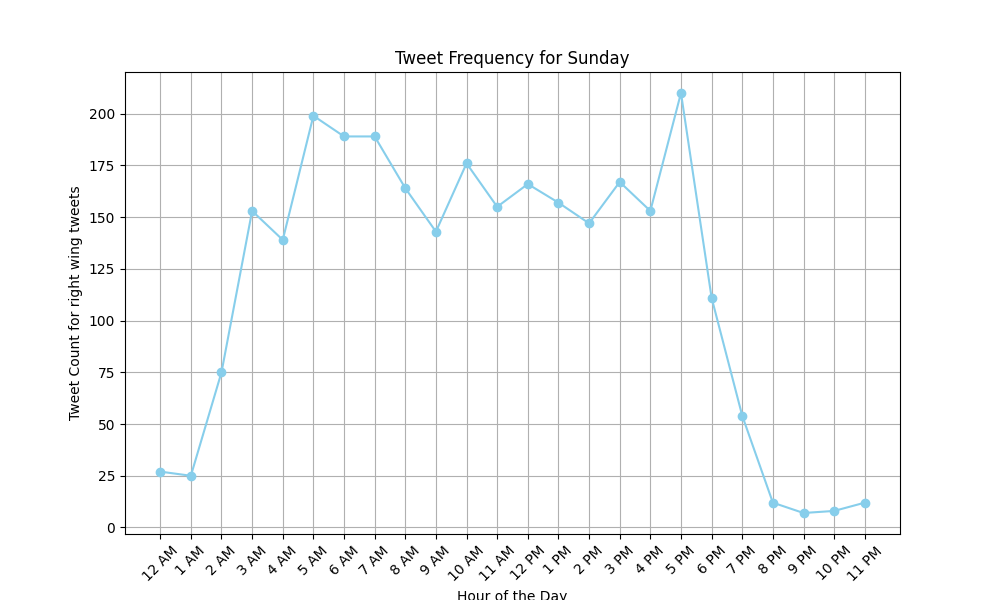 Tweet Frequency for Sunday
Tweet Count for right wing tweets
200
175
150
125
100
75
50
25
0
12 AM
1 AM
2 AM
3 AM
4 AM
5 AM
6 AM
7 AM
8 AM
9 AM
10 AM
11 AM
12 PM
1 PM
2 PM
3 PM
4 PM
5 PM
6 PM
7 PM
8 PM
9 PM
10 PM
11 PM
Hour of the Day